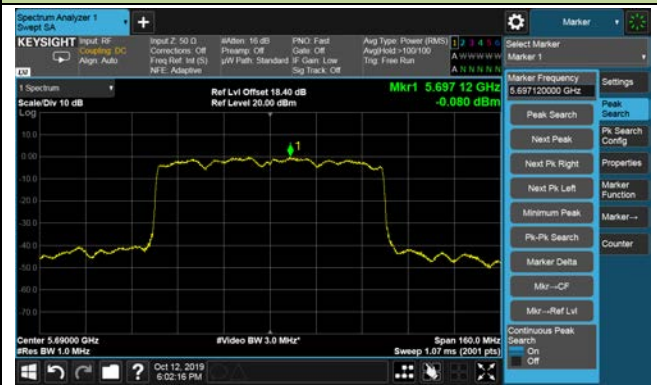 Spectrum Analyzer 1
Swept SA
Marker
KEYSIGHT
Input: RF
Coupling: DC
Align: Auto
Input Z: 50 Ω
Corrections: Off
Freq Ref: Int (S)
NFE: Adaptive
#Atten: 16 dB
Preamp: Off
µW Path: Standard
PNO: Fast
Gate: Off
IF Gain: Low
Sig Track: Off
Avg Type: Power (RMS)
Avg|Hold:>100/100
Trig: Free Run
1 2 3 4 5 6
A W W W W W
A N N N N N
LXI
Select Marker
Marker 1
1 Spectrum
Scale/Div 10 dB
Log
Ref Lvl Offset 18.40 dB
Ref Level 20.00 dBm
Mkr1 5.697 12 GHz
-0.080 dBm
10.0
0.00
-10.0
-20.0
-30.0
-40.0
-50.0
-60.0
-70.0
1
Center 5.69000 GHz
#Res BW 1.0 MHz
#Video BW 3.0 MHz*
Span 160.0 MHz
Sweep 1.07 ms (2001 pts)
Marker Frequency
5.697120000 GHz
Peak Search
Next Peak
Next Pk Right
Next Pk Left
Minimum Peak
Pk-Pk Search
Marker Delta
Mkr→CF
Mkr→Ref Lvl
Continuous Peak
Search
On
Off
Settings
Peak
Search
Pk Search
Config
Properties
Marker
Function
Marker→
Counter
?
Oct 12, 2019
6:02:16 PM